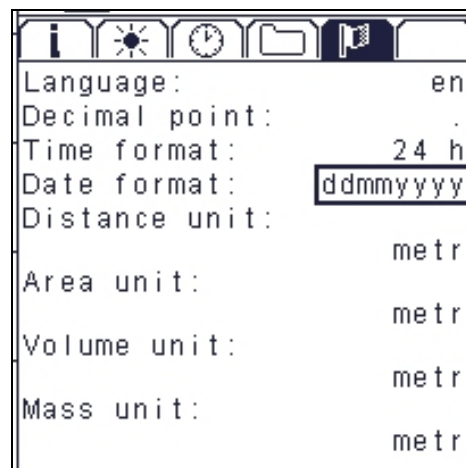 Language: en
Decimal point: .
Time format: 24 h
Date format: ddmmyyyy
Distance unit:
metr
Area unit:
metr
Volume unit:
metr
Mass unit:
metr